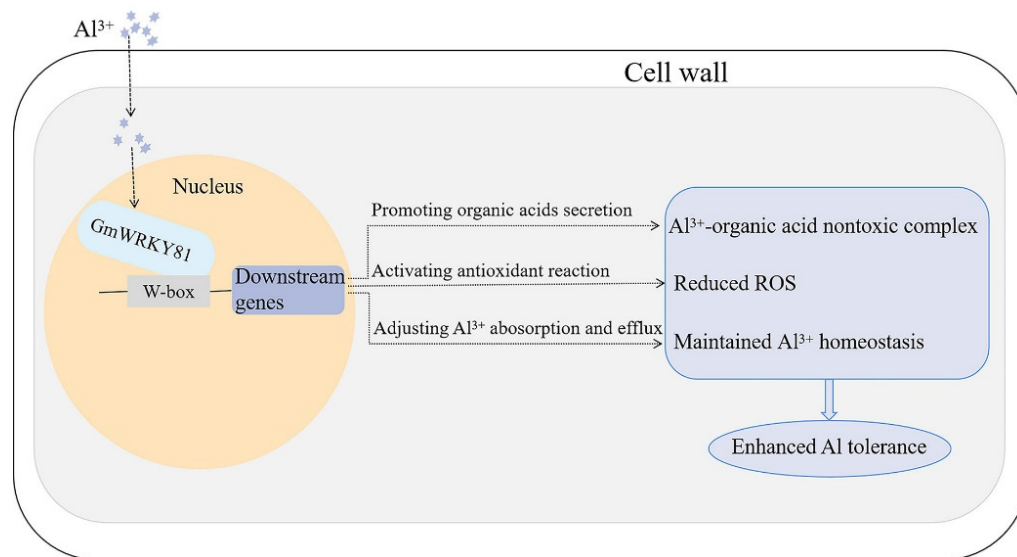 Al³⁺
Cell wall
Nucleus
GmWRKY81
W-box
Downstream
genes
Promoting organic acids secretion
Activating antioxidant reaction
Adjusting Al³⁺ abosorption and efflux
Al³⁺-organic acid nontoxic complex
Reduced ROS
Maintained Al³⁺ homeostasis
Enhanced Al tolerance